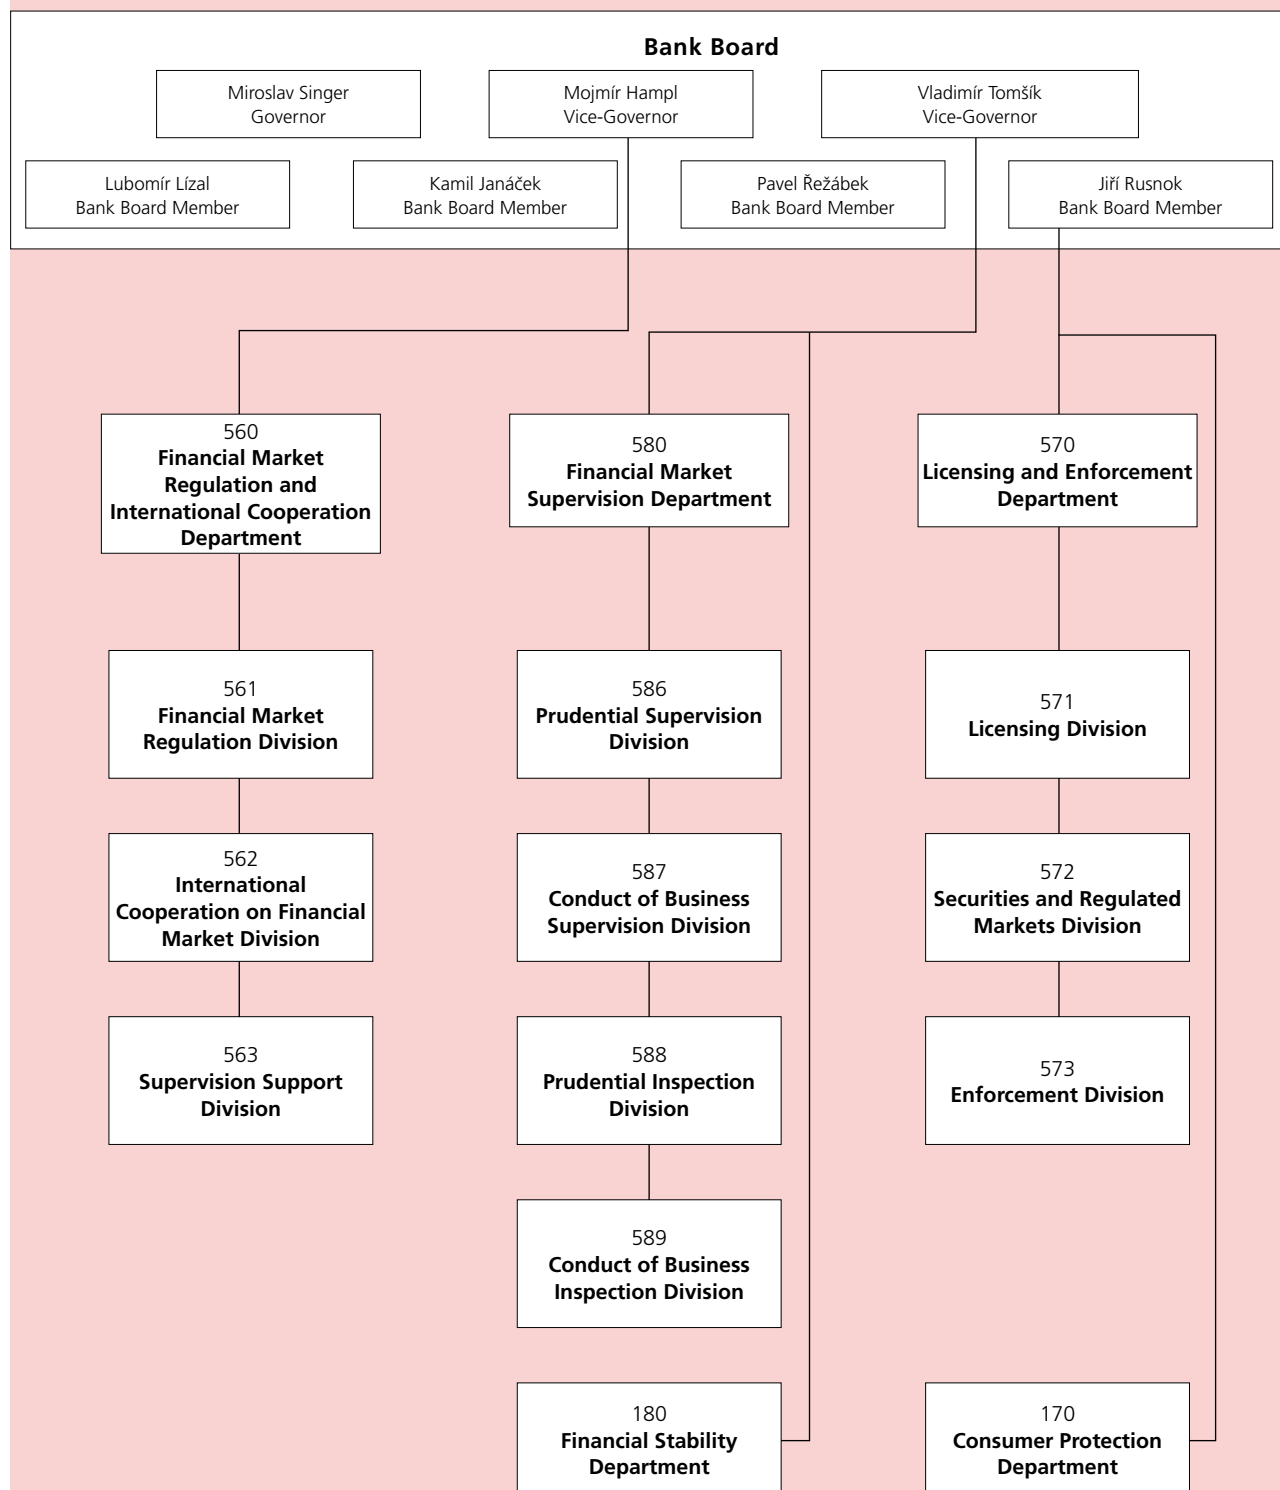 Bank Board
Miroslav Singer
Governor
Mojmír Hampl
Vice-Governor
Vladimír Tomšík
Vice-Governor
Lubomír Lízal
Bank Board Member
Kamil Janáček
Bank Board Member
Pavel Řežábek
Bank Board Member
Jiří Rusnok
Bank Board Member
560
Financial Market
Regulation and
International Cooperation
Department
580
Financial Market
Supervision Department
570
Licensing and Enforcement
Department
561
Financial Market
Regulation Division
586
Prudential Supervision
Division
571
Licensing Division
562
International
Cooperation on Financial
Market Division
587
Conduct of Business
Supervision Division
572
Securities and Regulated
Markets Division
563
Supervision Support
Division
588
Prudential Inspection
Division
573
Enforcement Division
589
Conduct of Business
Inspection Division
180
Financial Stability
Department
170
Consumer Protection
Department